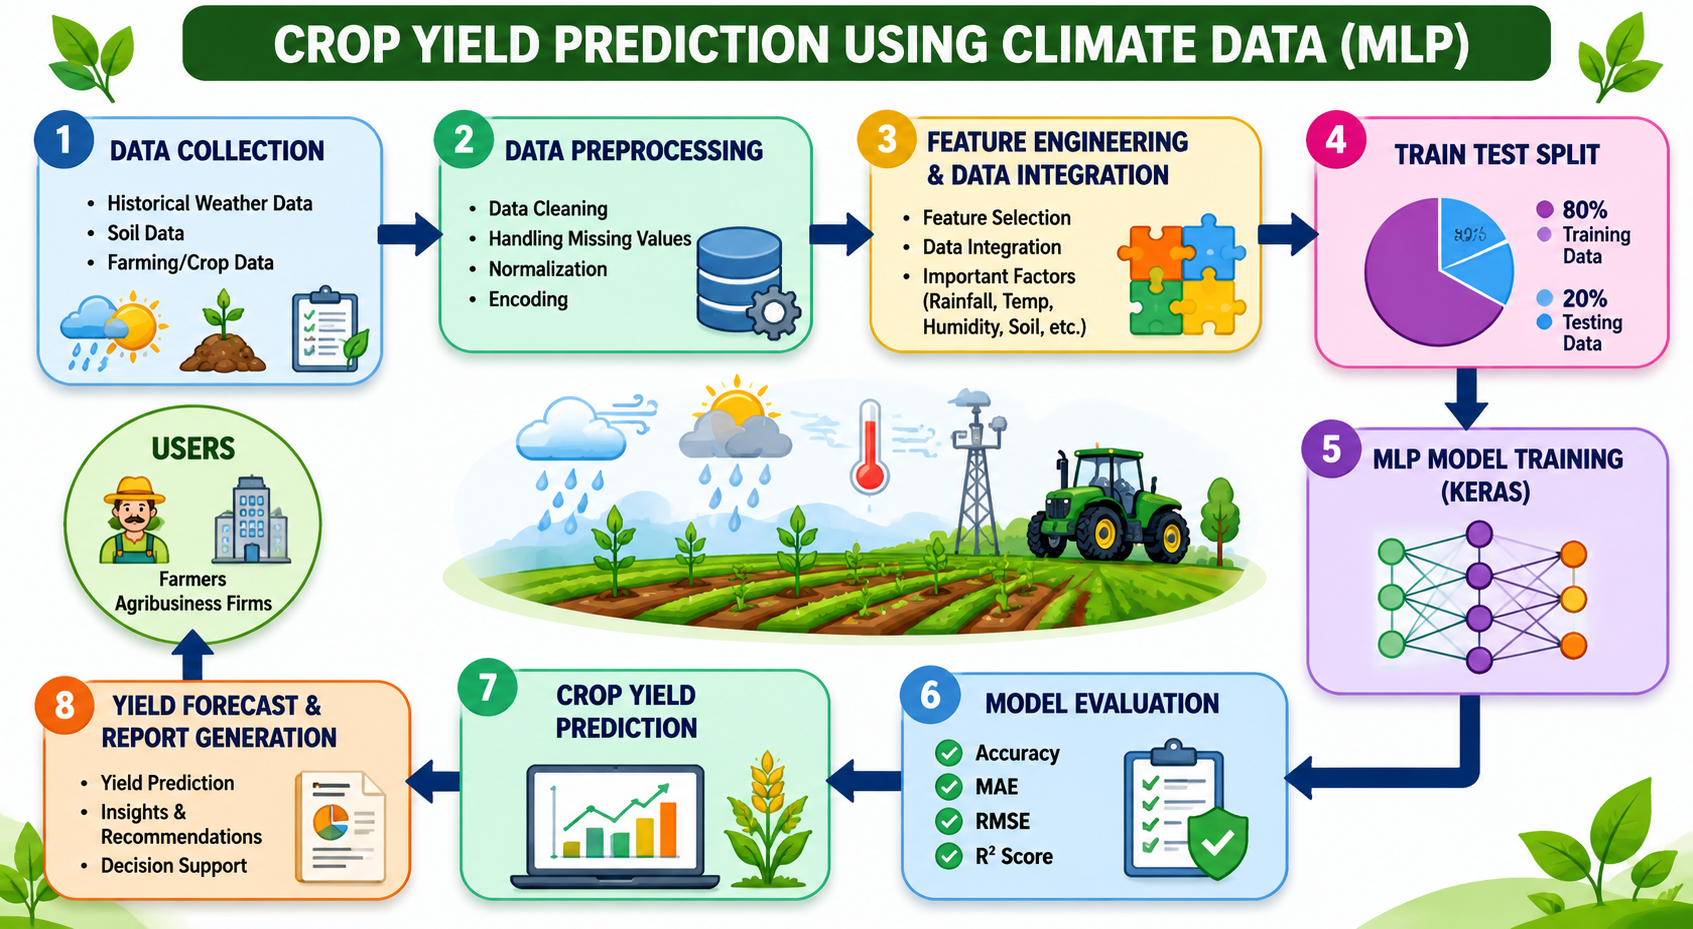 CROP YIELD PREDICTION USING CLIMATE DATA (MLP)
1
DATA COLLECTION
• Historical Weather Data
• Soil Data
• Farming/Crop Data
2
DATA PREPROCESSING
• Data Cleaning
• Handling Missing Values
• Normalization
• Encoding
3
FEATURE ENGINEERING
& DATA INTEGRATION
• Feature Selection
• Data Integration
• Important Factors
(Rainfall, Temp,
Humidity, Soil, etc.)
4
TRAIN TEST SPLIT
80%
Training
Data
20%
Testing
Data
5
MLP MODEL TRAINING
(KERAS)
6
MODEL EVALUATION
Accuracy
MAE
RMSE
R² Score
7
CROP YIELD
PREDICTION
8
YIELD FORECAST &
REPORT GENERATION
• Yield Prediction
• Insights &
Recommendations
• Decision Support
USERS
Farmers
Agribusiness Firms